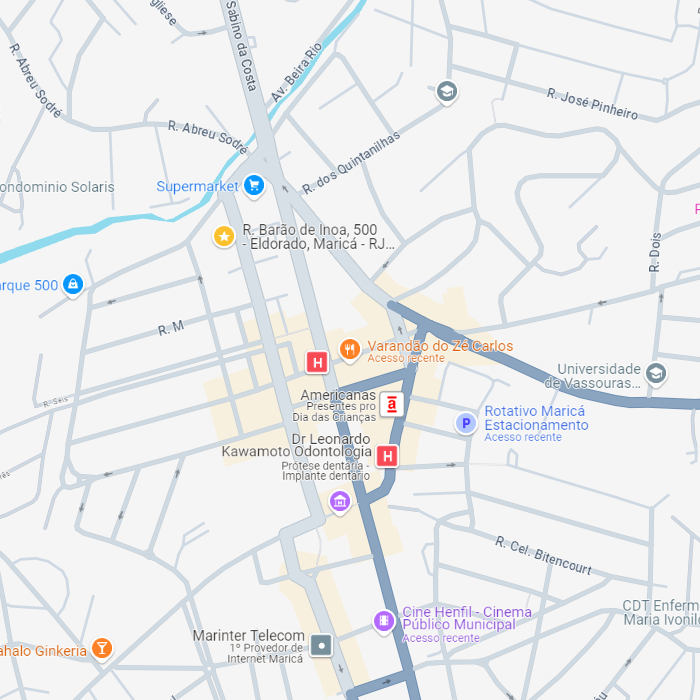 gliese
Sabino da Costa
R. Abreu Sodré
Av. Beira Rio
R. José Pinheiro
R. Abreu Sodré
R. dos Quintanilhas
ondominio Solaris
Supermarket
R. Barão de Inoa, 500
- Eldorado, Maricá - RJ...
R. Dois
arque 500
R. M
Varandão do Zé Carlos
Acesso recente
H
Universidade
de Vassouras...
R. Seis
Americanas
Presentes pro
Dia das Crianças
a
P
Rotativo Maricá
Estacionamento
Acesso recente
Dr Leonardo
Kawamoto Odontologia
Prótese dentária -
Implante dentário
H
R. Cel. Bitencourt
CDT Enferm
Maria Ivonil
Cine Henfil - Cinema
Público Municipal
Acesso recente
Marinter Telecom
1º Provedor de
Internet Maricá
ahalo Ginkeria